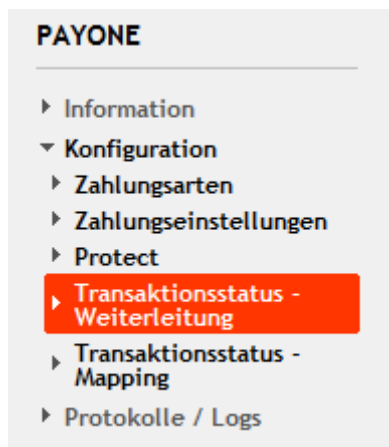 PAYONE
Information
Konfiguration
Zahlungsarten
Zahlungseinstellungen
Protect
Transaktionsstatus -
Weiterleitung
Transaktionsstatus -
Mapping
Protokolle / Logs